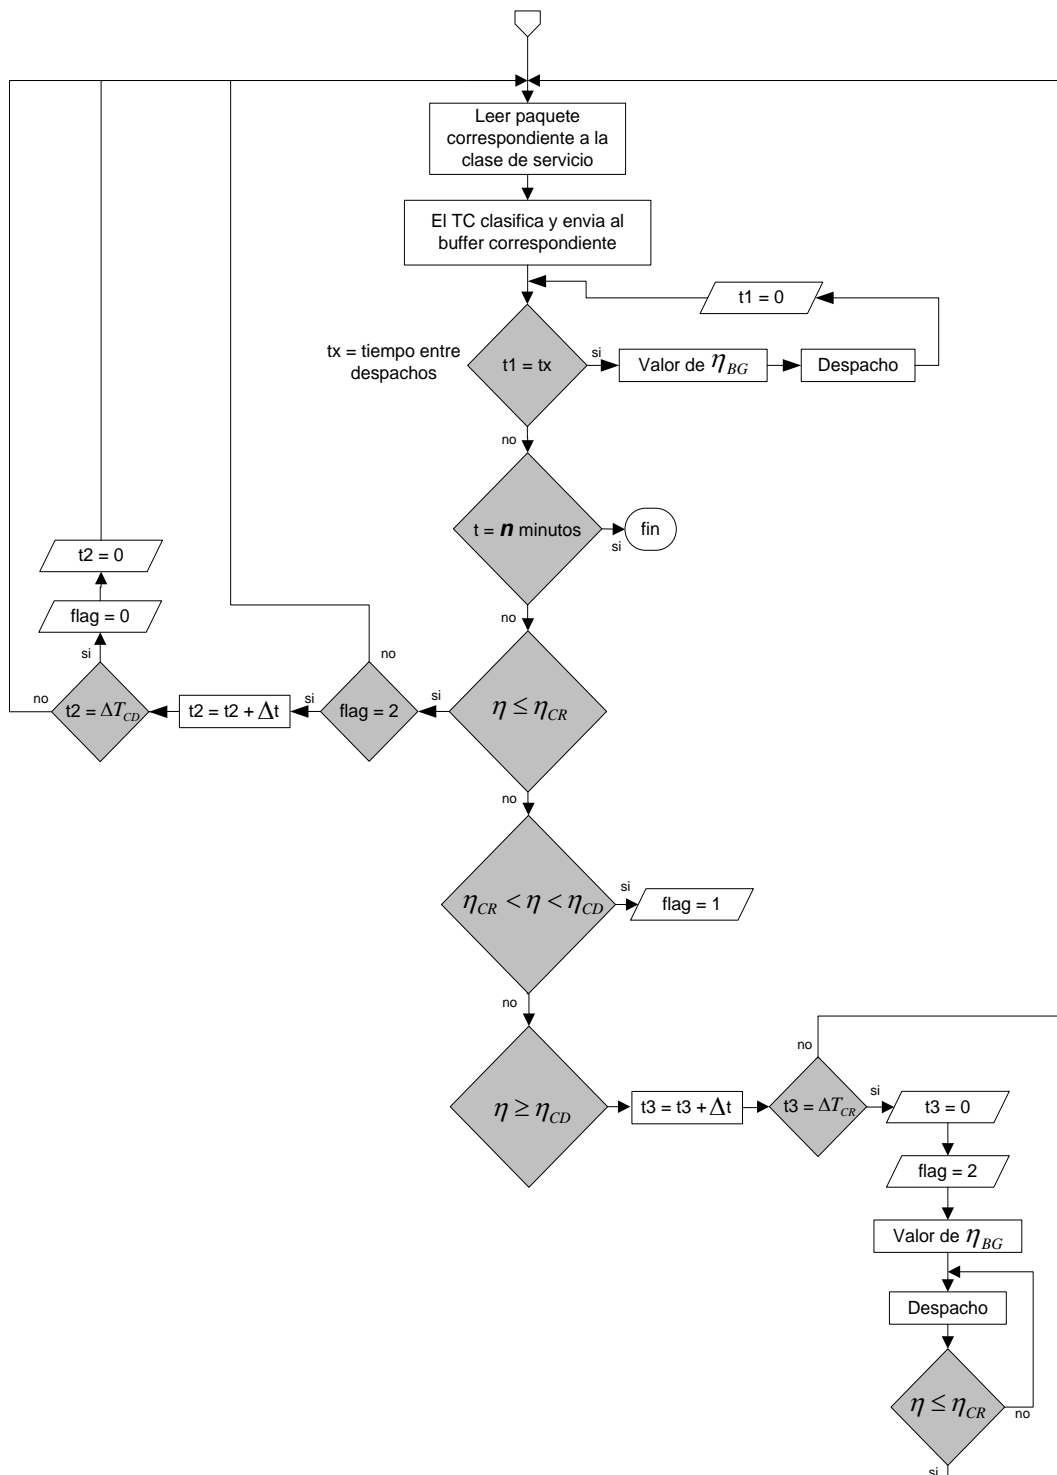 Leer paquete
correspondiente a la
clase de servicio
El TC clasifica y envia al
buffer correspondiente
t1 = 0
tx = tiempo entre
despachos
t1 = tx
si
Valor de η_BG
Despacho
no
t = n minutos
si
fin
no
t2 = 0
flag = 0
si
no
t2 = ΔT_CD
t2 = t2 + Δt
si
no
flag = 2
si
η ≤ η_CR
no
η_CR < η < η_CD
si
flag = 1
no
η ≥ η_CD
t3 = t3 + Δt
no
t3 = ΔT_CR
si
t3 = 0
flag = 2
Valor de η_BG
Despacho
η ≤ η_CR
no
si